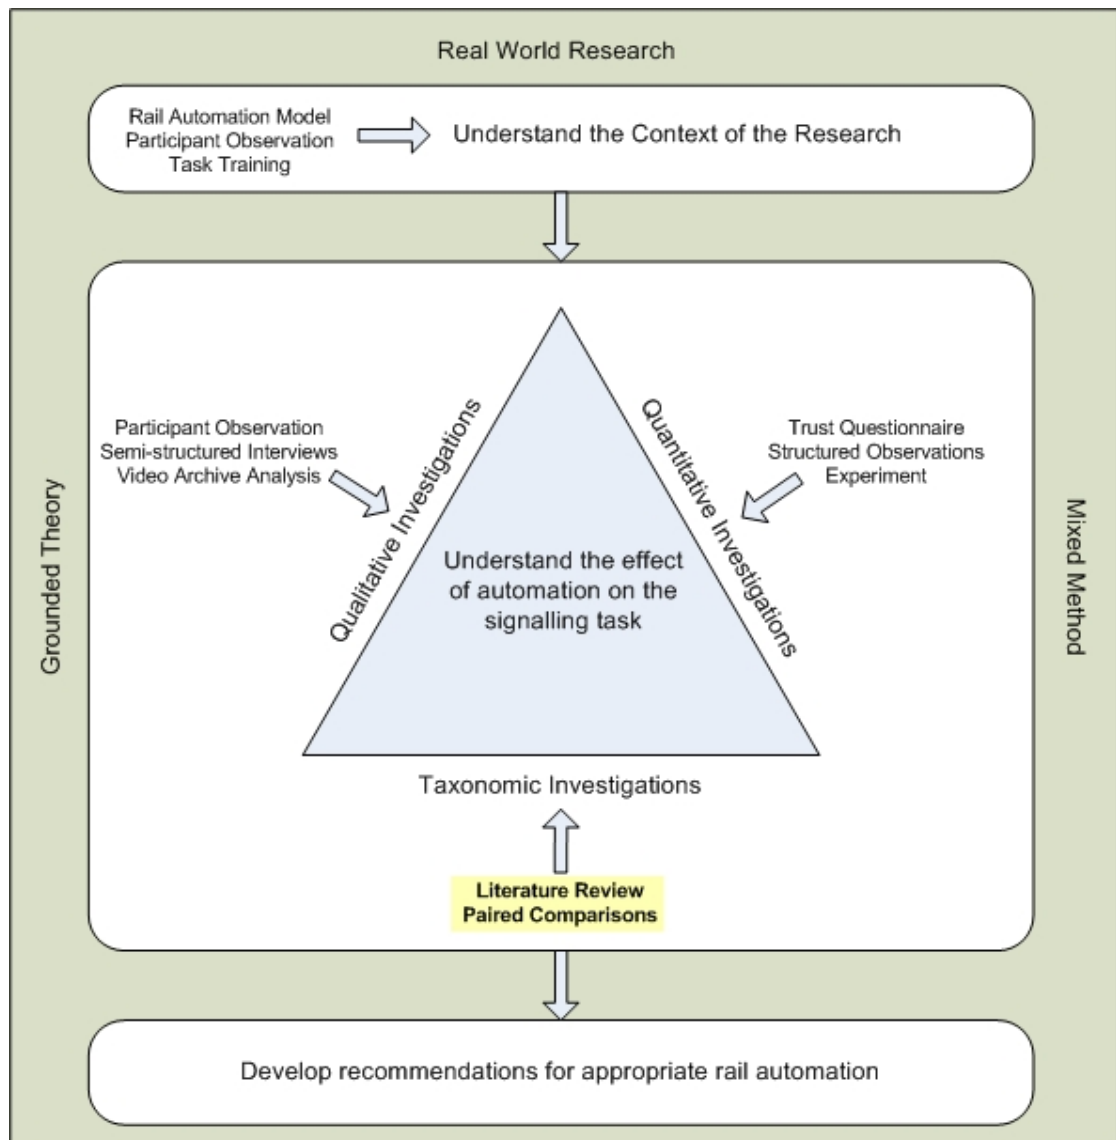 Real World Research
Rail Automation Model
Participant Observation
Task Training
Understand the Context of the Research
Grounded Theory
Participant Observation
Semi-structured Interviews
Video Archive Analysis
Qualitative Investigations
Quantitative Investigations
Trust Questionnaire
Structured Observations
Experiment
Understand the effect
of automation on the
signalling task
Mixed Method
Taxonomic Investigations
Literature Review
Paired Comparisons
Develop recommendations for appropriate rail automation